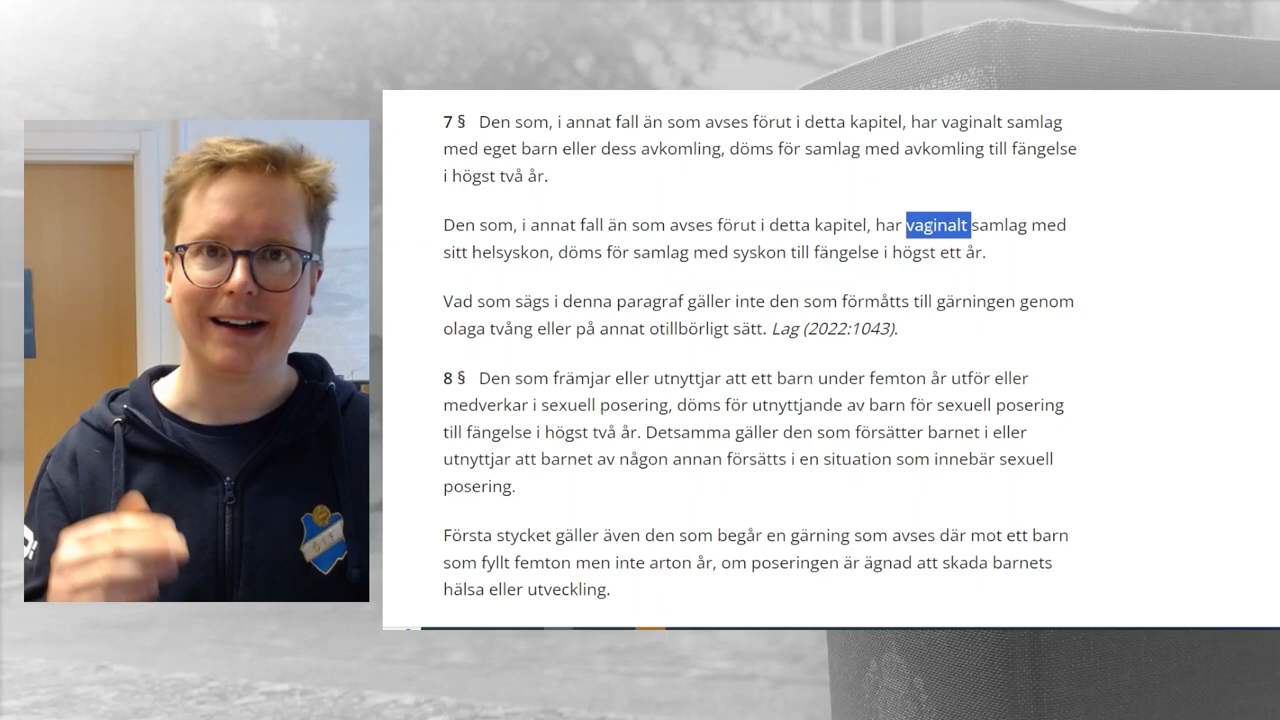 7 §   Den som, i annat fall än som avses förut i detta kapitel, har vaginalt samlag
med eget barn eller dess avkomling, döms för samlag med avkomling till fängelse
i högst två år.
Den som, i annat fall än som avses förut i detta kapitel, har vaginalt samlag med
sitt helsyskon, döms för samlag med syskon till fängelse i högst ett år.
Vad som sägs i denna paragraf gäller inte den som förmåtts till gärningen genom
olaga tvång eller på annat otillbörligt sätt. Lag (2022:1043).
8 §   Den som främjar eller utnyttjar att ett barn under femton år utför eller
medverkar i sexuell posering, döms för utnyttjande av barn för sexuell posering
till fängelse i högst två år. Detsamma gäller den som försätter barnet i eller
utnyttjar att barnet av någon annan försätts i en situation som innebär sexuell
posering.
Första stycket gäller även den som begår en gärning som avses där mot ett barn
som fyllt femton men inte arton år, om poseringen är ägnad att skada barnets
hälsa eller utveckling.